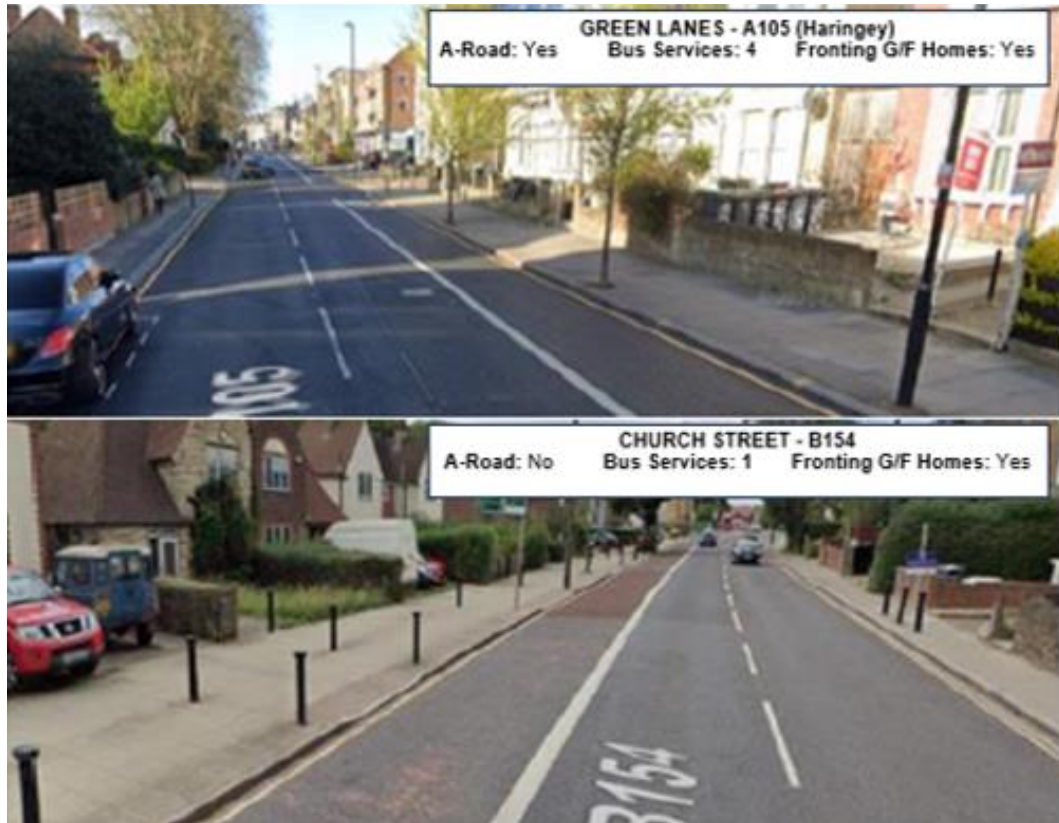 GREEN LANES - A105 (Haringey)
A-Road: Yes Bus Services: 4 Fronting G/F Homes: Yes
105
CHURCH STREET - B154
A-Road: No Bus Services: 1 Fronting G/F Homes: Yes
B154